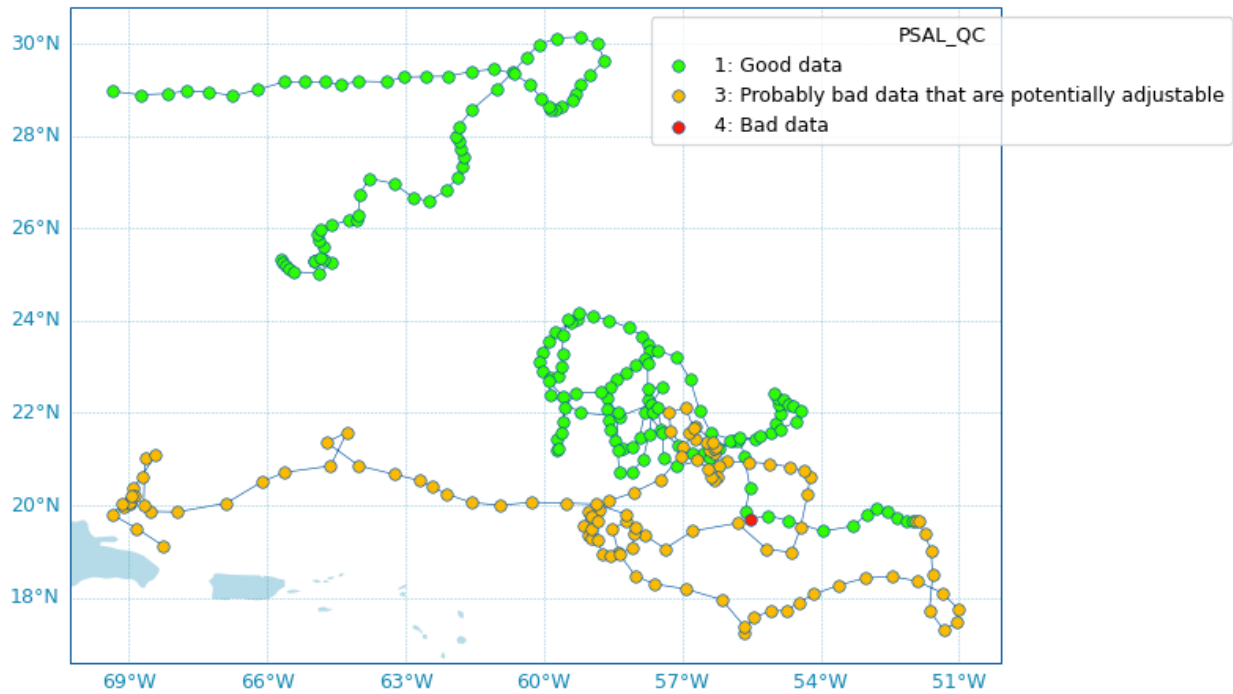 PSAL_QC
1: Good data
3: Probably bad data that are potentially adjustable
4: Bad data
30°N
28°N
26°N
24°N
22°N
20°N
18°N
69°W 66°W 63°W 60°W 57°W 54°W 51°W